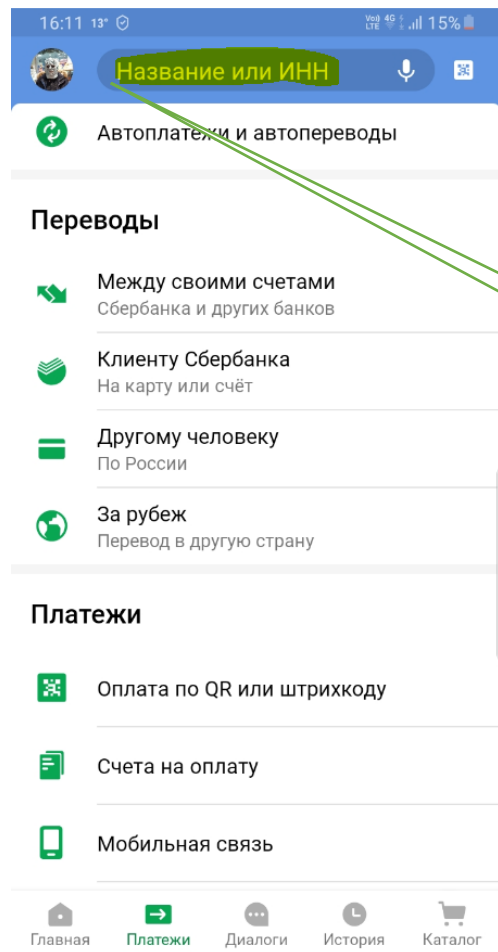 16:11 13° Vo) 4G LTE 15%
Название или ИНН
Автоплатежи и автопереводы
Переводы
Между своими счетами
Сбербанка и других банков
Клиенту Сбербанка
На карту или счёт
Другому человеку
По России
За рубеж
Перевод в другую страну
Платежи
Оплата по QR или штрихкоду
Счета на оплату
Мобильная связь
Главная Платежи Диалоги История Каталог